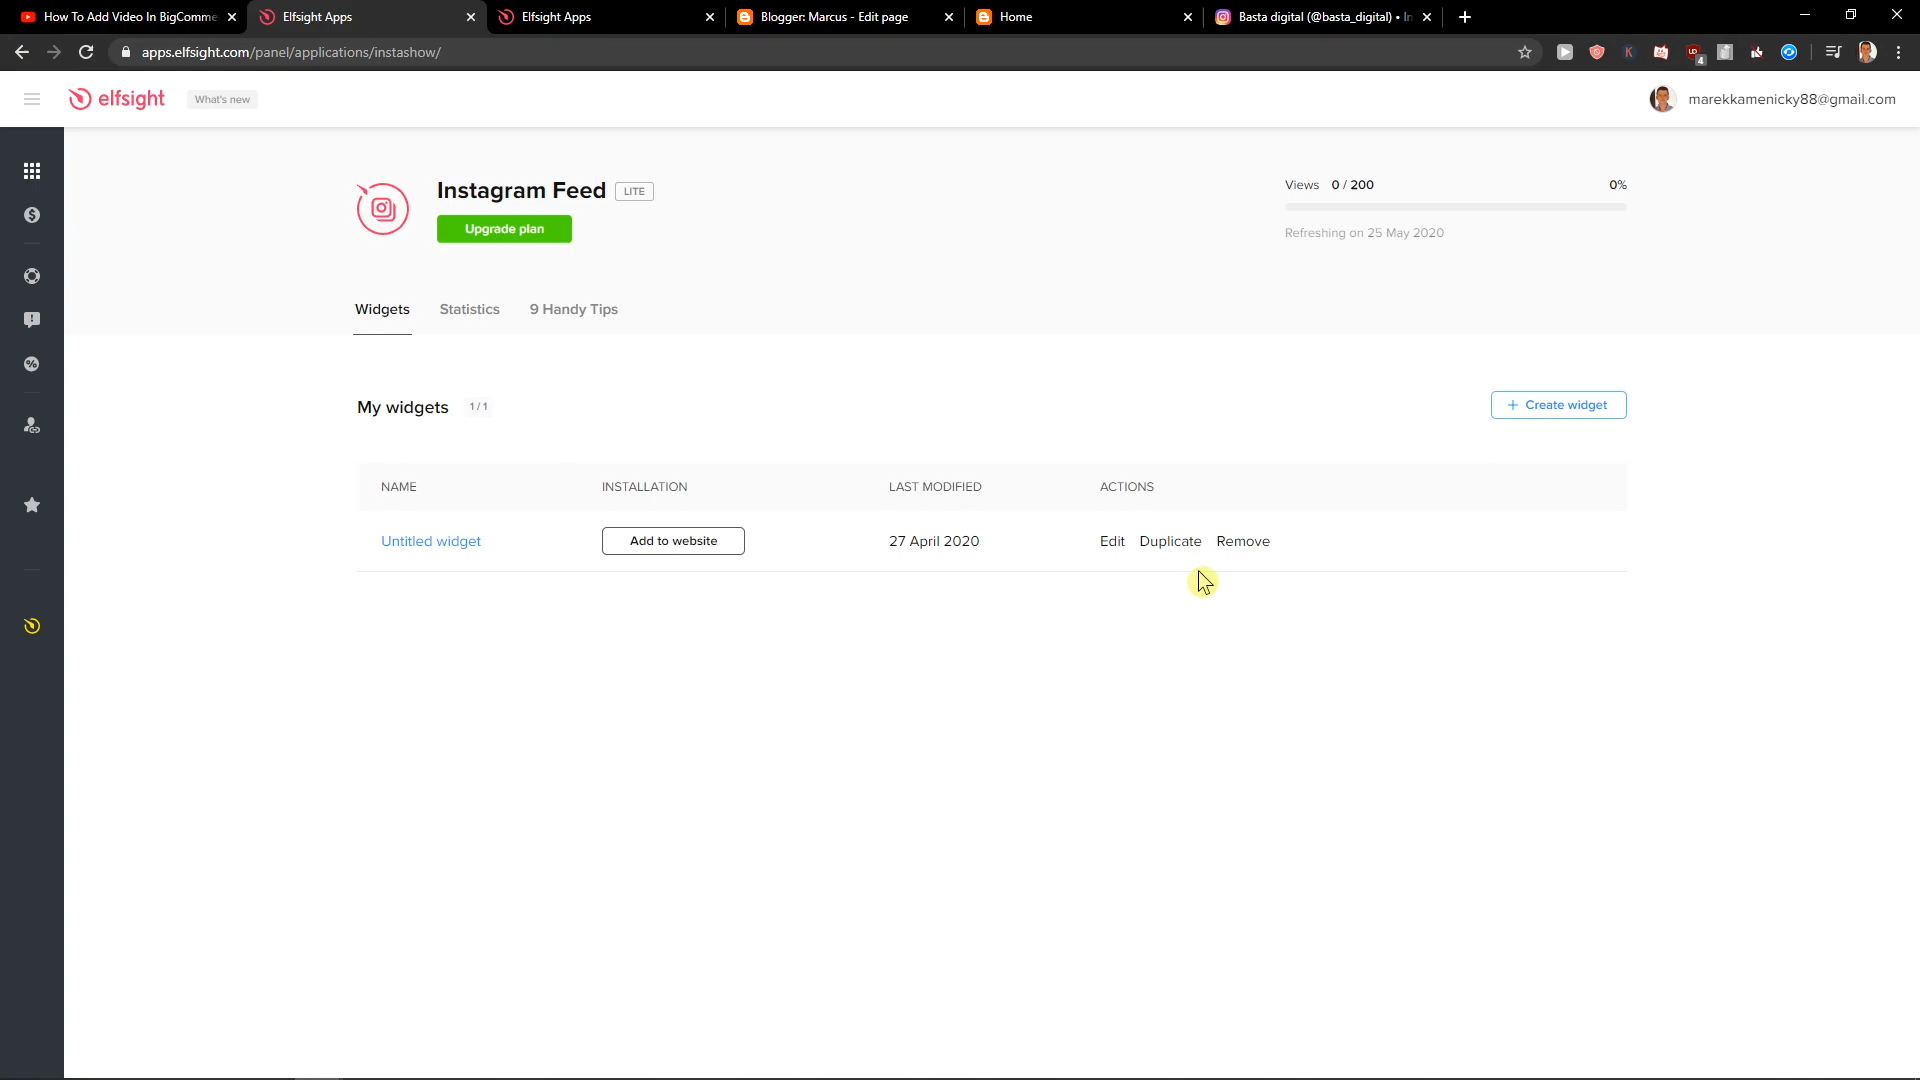 How To Add Video In BigComme
Elfsight Apps
Elfsight Apps
Blogger: Marcus - Edit page
Home
Basta digital (@basta_digital) • In
apps.elfsight.com/panel/applications/instashow/
K
UD
4
elfsight
What's new
marekkamenicky88@gmail.com
Instagram Feed
LITE
Upgrade plan
Views 0 / 200
0%
Refreshing on 25 May 2020
Widgets
Statistics
9 Handy Tips
My widgets
1 / 1
+ Create widget
NAME
INSTALLATION
LAST MODIFIED
ACTIONS
Untitled widget
Add to website
27 April 2020
Edit
Duplicate
Remove